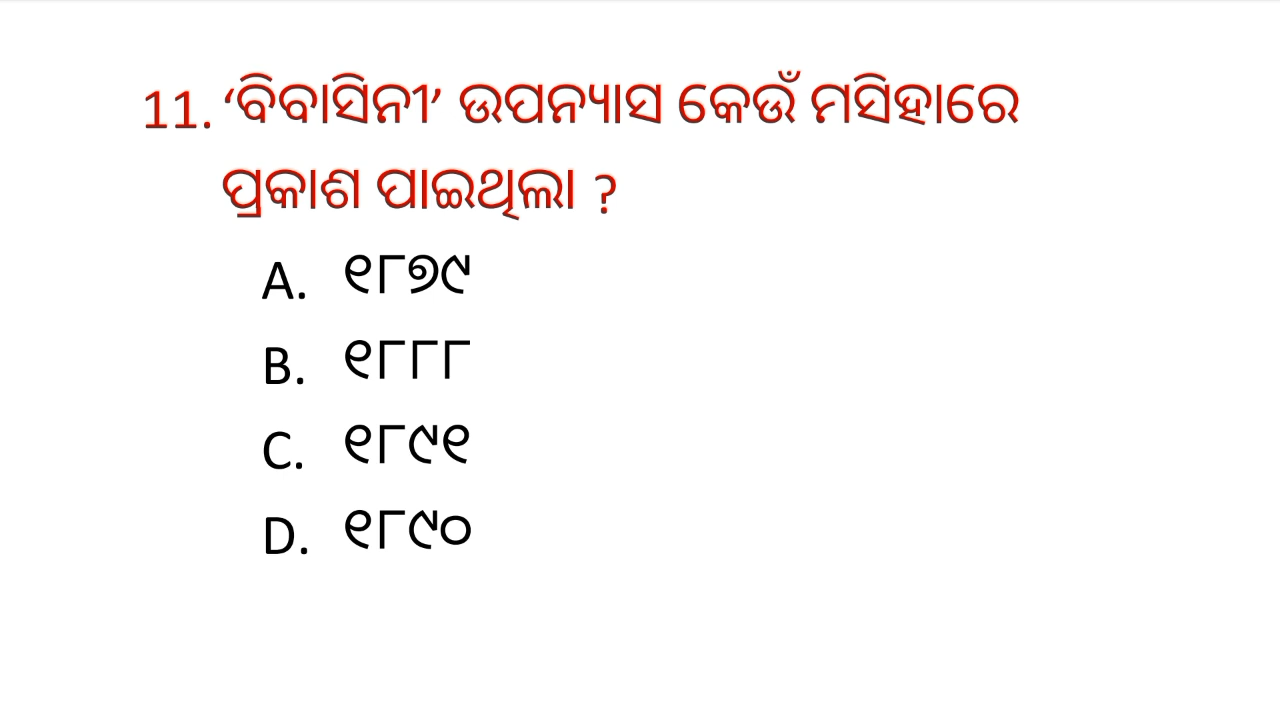 11. ‘ବିବାସିନୀ’ ଉପନ୍ୟାସ କେଉଁ ମସିହାରେ
ପ୍ରକାଶ ପାଇଥିଲା ?
A. ୧୮୭୯
B. ୧୮୮୮
C. ୧୮୯୧
D. ୧୮୯୦